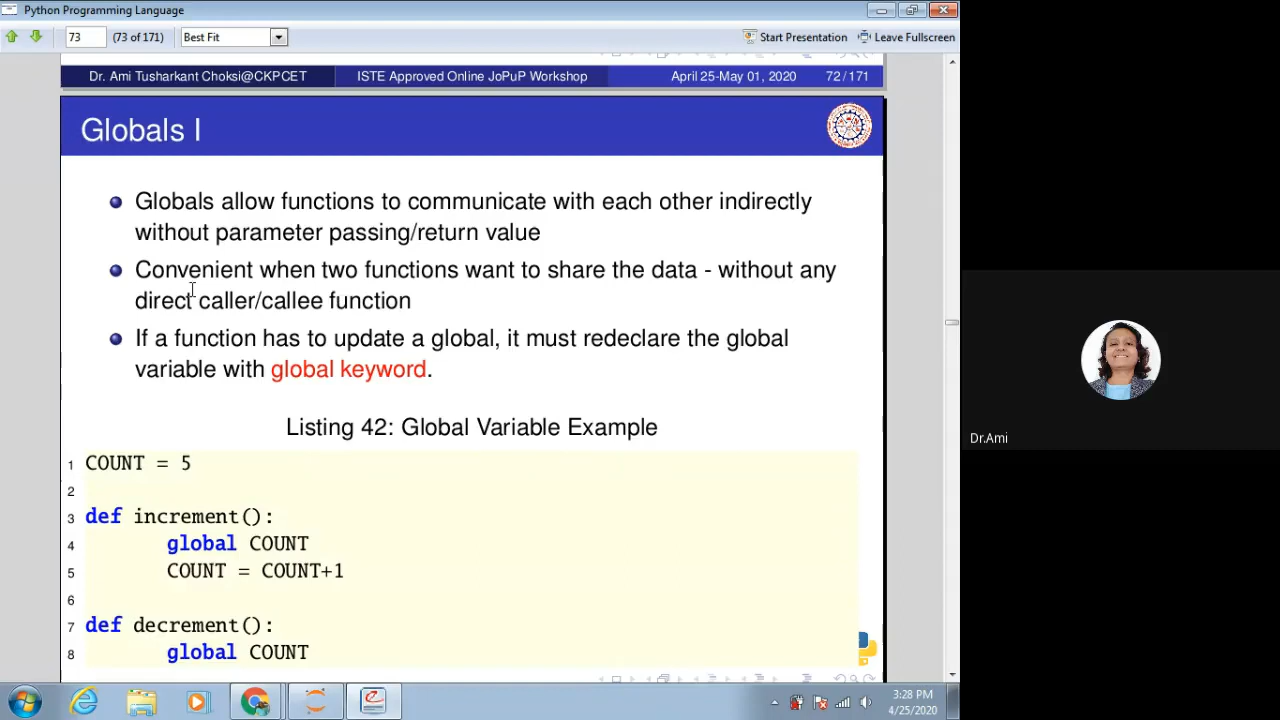 Python Programming Language
73
(73 of 171)
Best Fit
Start Presentation
Leave Fullscreen
Dr. Ami Tusharkant Choksi@CKPCET
ISTE Approved Online JoPuP Workshop
April 25-May 01, 2020
72/171
Globals I
Globals allow functions to communicate with each other indirectly
without parameter passing/return value
Convenient when two functions want to share the data - without any
direct caller/callee function
If a function has to update a global, it must redeclare the global
variable with global keyword.
Listing 42: Global Variable Example
1 COUNT = 5
2
3 def increment():
4 global COUNT
5 COUNT = COUNT+1
6
7 def decrement():
8 global COUNT
Dr.Ami
3:28 PM
4/25/2020